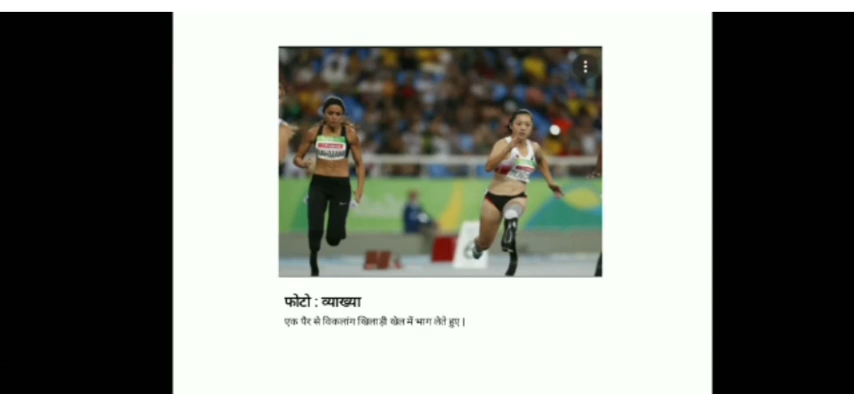 फोटो : व्याख्या
एक पैर से विकलांग खिलाड़ी खेल में भाग लेते हुए |